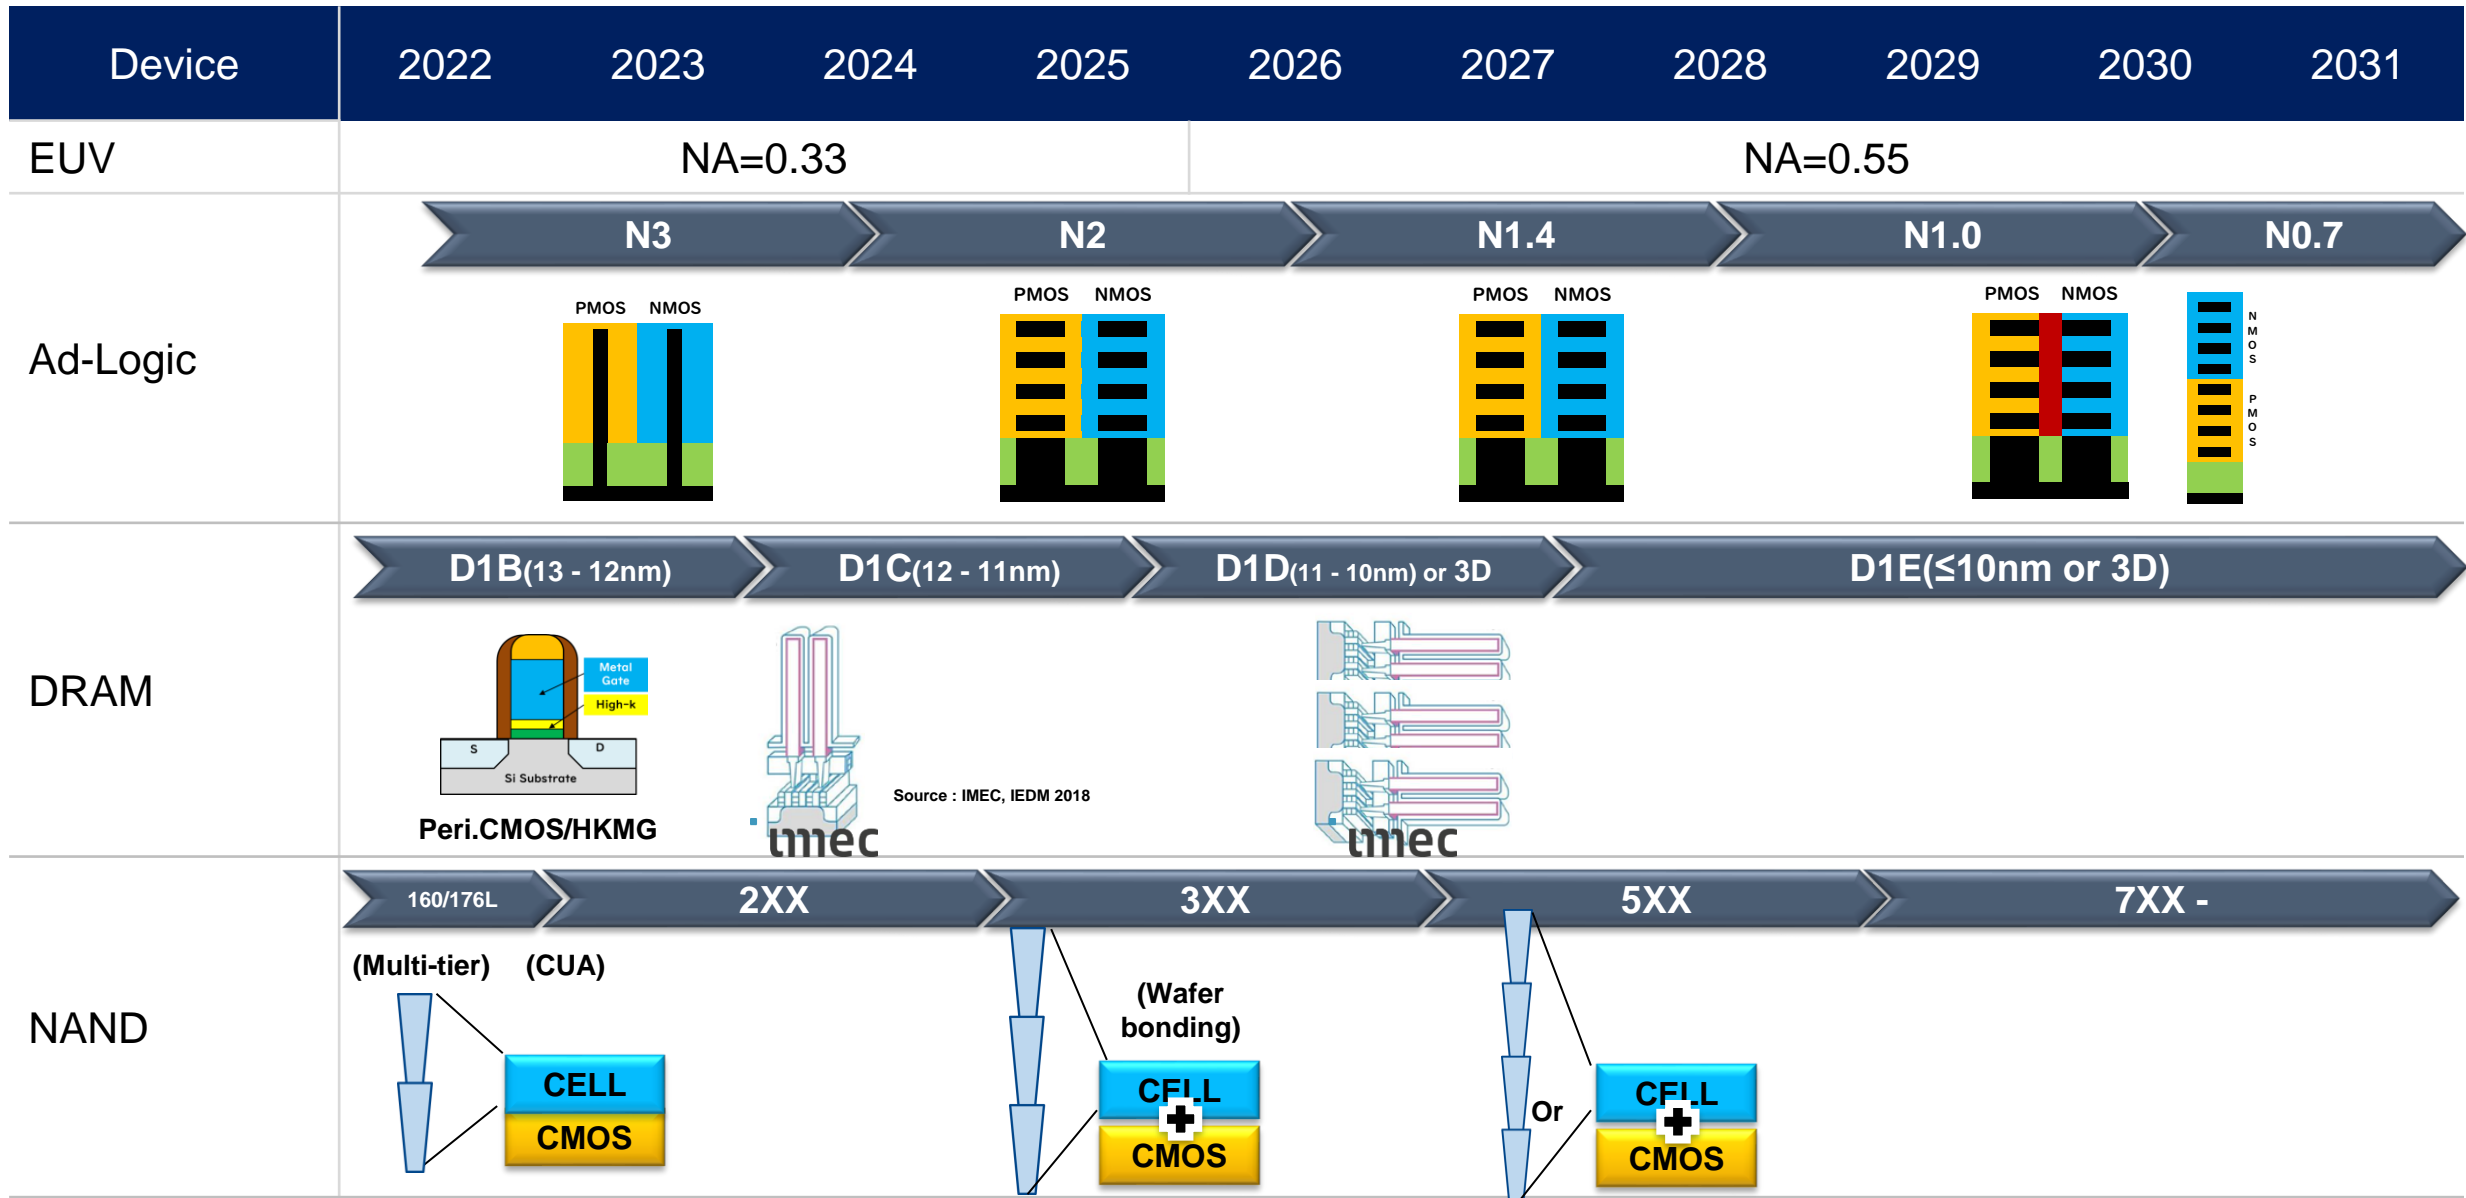 Device 2022 2023 2024 2025 2026 2027 2028 2029 2030 2031
EUV NA=0.33 NA=0.55
N3 N2 N1.4 N1.0 N0.7
Ad-Logic
PMOS NMOS
PMOS NMOS
PMOS NMOS
PMOS NMOS
NMOS
PMOS
D1B(13 - 12nm) D1C(12 - 11nm) D1D(11 - 10nm) or 3D D1E(≤10nm or 3D)
DRAM
Metal
Gate
High-k
S D
Si Substrate
Peri.CMOS/HKMG
Source : IMEC, IEDM 2018
imec
imec
160/176L 2XX 3XX 5XX 7XX -
NAND
(Multi-tier) (CUA)
CELL
CMOS
(Wafer
bonding)
CELL
CMOS
Or
CELL
CMOS